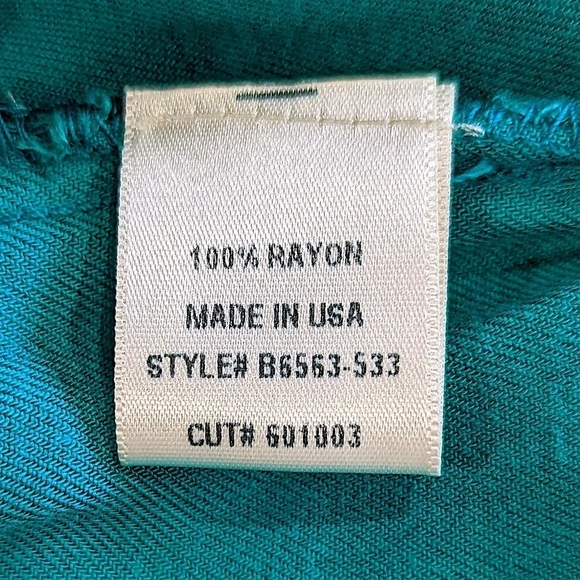 100% RAYON
MADE IN USA
STYLE# B6563-533
CUT# 601003